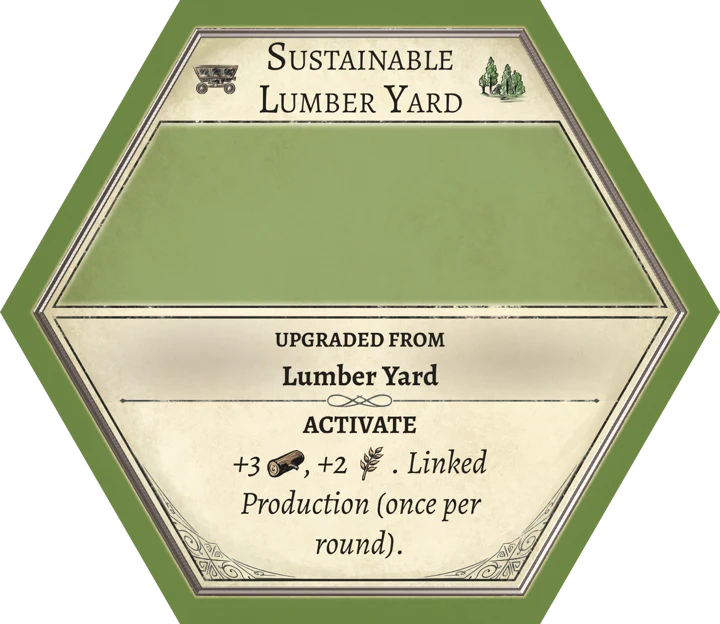 Sustainable
Lumber Yard
UPGRADED FROM
Lumber Yard
ACTIVATE
+3 , +2 . Linked
Production (once per
round).